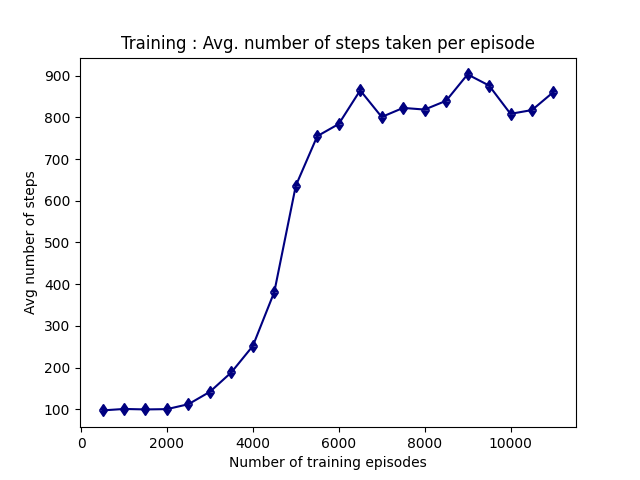 Training : Avg. number of steps taken per episode
900
800
700
600
500
400
300
200
100
Avg number of steps
0 2000 4000 6000 8000 10000
Number of training episodes